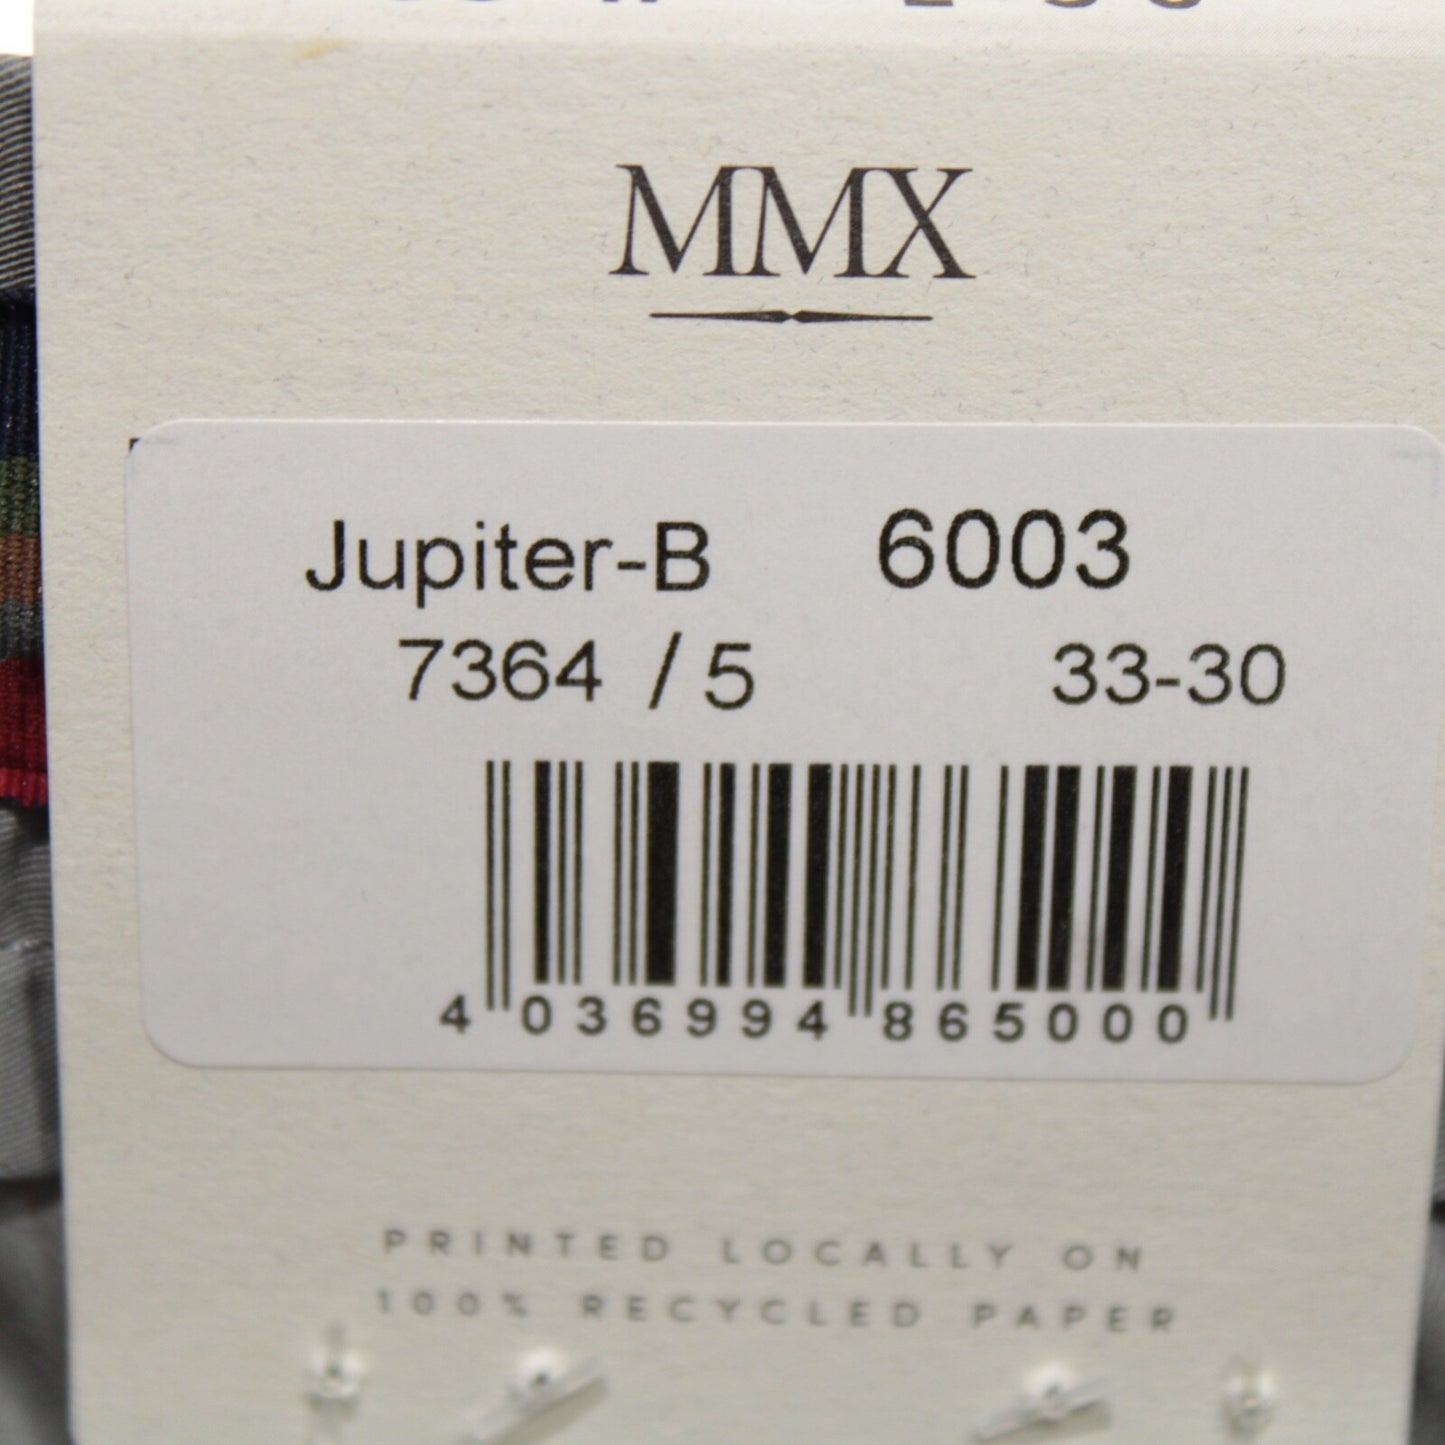 MMX
Jupiter-B 6003
7364 / 5 33-30
4 036994 865000
PRINTED LOCALLY ON
100% RECYCLED PAPER